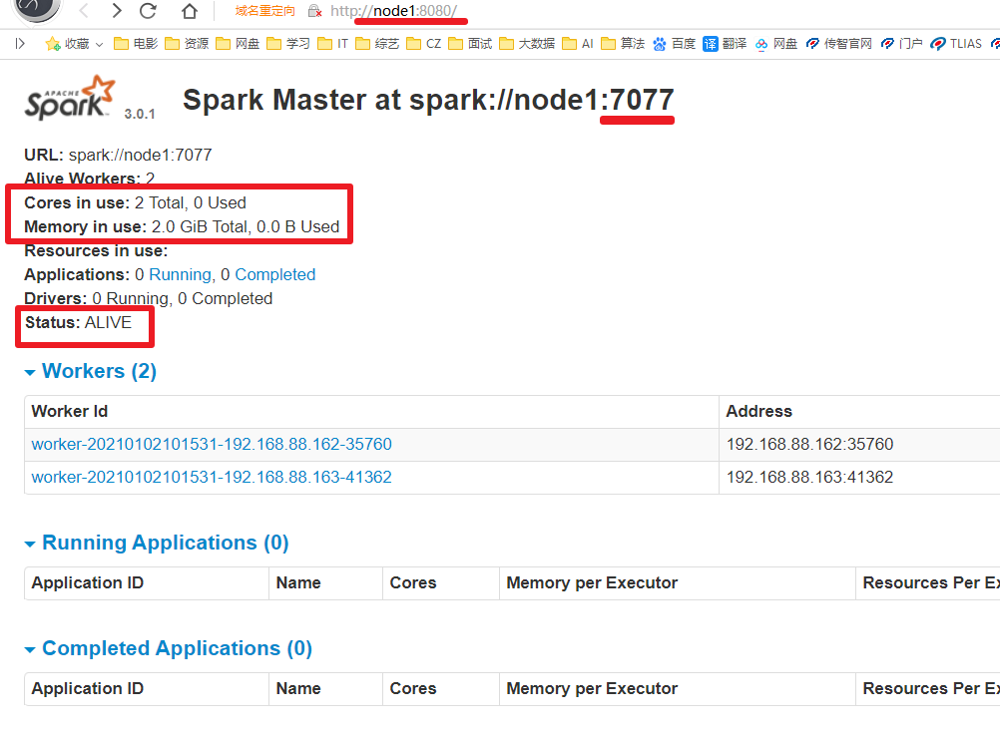 域名重定向 http://node1:8080/
收藏 电影 资源 网盘 学习 IT 综艺 CZ 面试 大数据 AI 算法 百度 译 翻译 网盘 传智官网 门户 TLIAS
APACHE Spark 3.0.1 Spark Master at spark://node1:7077
URL: spark://node1:7077
Alive Workers: 2
Cores in use: 2 Total, 0 Used
Memory in use: 2.0 GiB Total, 0.0 B Used
Resources in use:
Applications: 0 Running, 0 Completed
Drivers: 0 Running, 0 Completed
Status: ALIVE
Workers (2)
Worker Id Address
worker-20210102101531-192.168.88.162-35760 192.168.88.162:35760
worker-20210102101531-192.168.88.163-41362 192.168.88.163:41362
Running Applications (0)
Application ID Name Cores Memory per Executor Resources Per Ex
Completed Applications (0)
Application ID Name Cores Memory per Executor Resources Per Ex